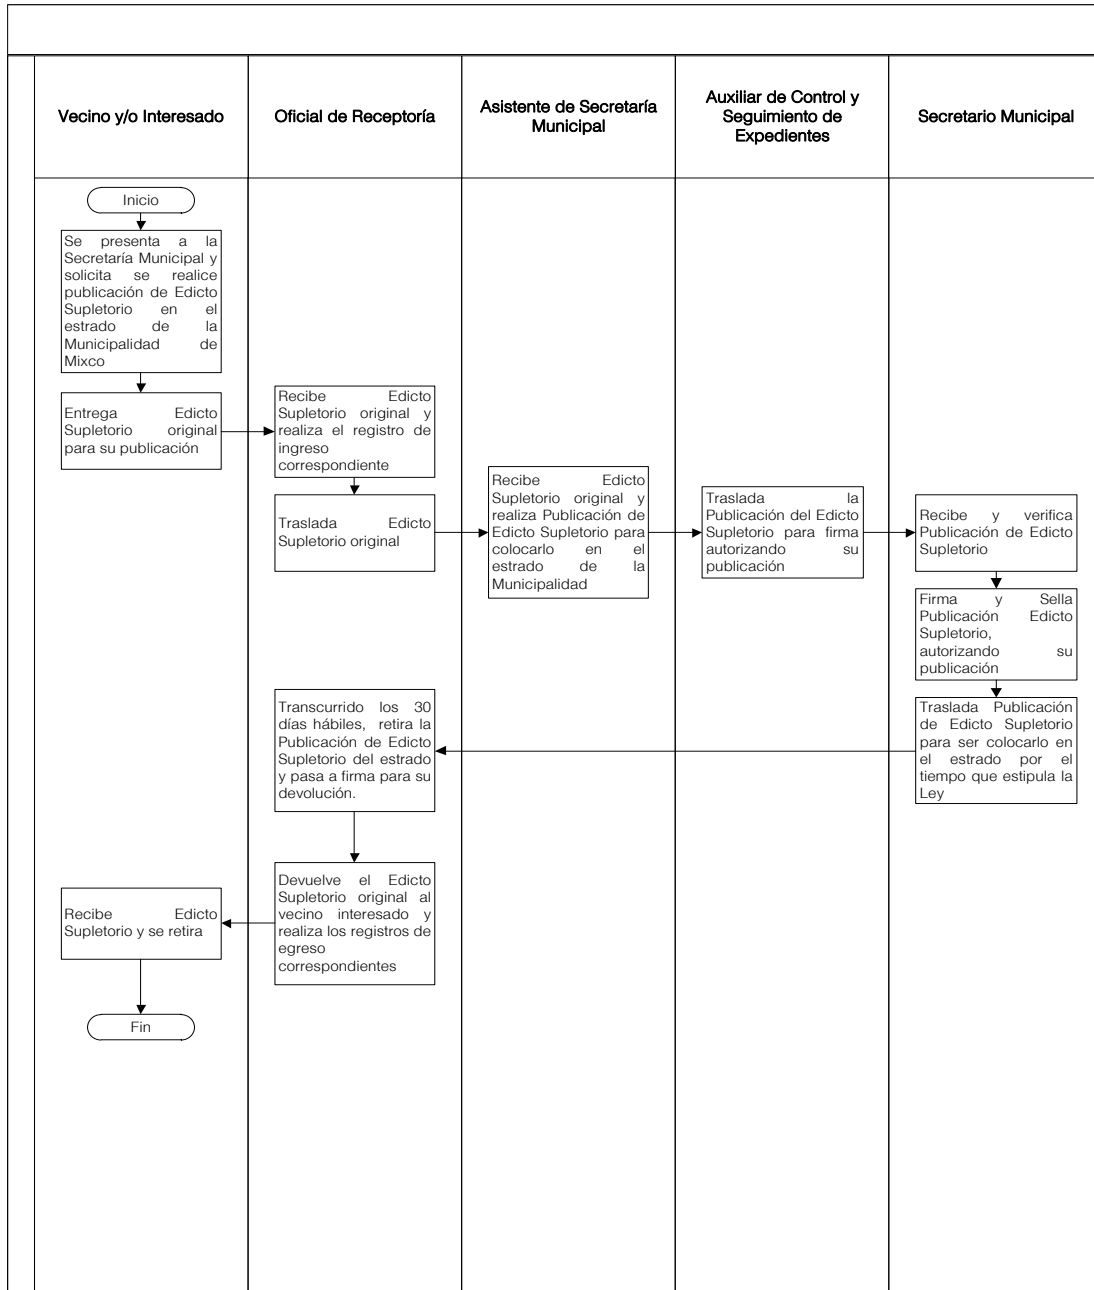 Vecino y/o Interesado
Oficial de Receptoría
Asistente de Secretaría
Municipal
Auxiliar de Control y
Seguimiento de
Expedientes
Secretario Municipal
Inicio
Se presenta a la
Secretaría Municipal y
solicita se realice
publicación de Edicto
Supletorio en el
estrado de la
Municipalidad de
Mixco
Entrega Edicto
Supletorio original
para su publicación
Recibe Edicto
Supletorio original y
realiza el registro de
ingreso
correspondiente
Traslada Edicto
Supletorio original
Recibe Edicto
Supletorio original y
realiza Publicación de
Edicto Supletorio para
colocarlo en el
estrado de la
Municipalidad
Traslada la
Publicación del Edicto
Supletorio para firma
autorizando su
publicación
Recibe y verifica
Publicación de Edicto
Supletorio
Firma y Sella
Publicación Edicto
Supletorio,
autorizando su
publicación
Traslada Publicación
de Edicto Supletorio
para ser colocarlo en
el estrado por el
tiempo que estipula la
Ley
Transcurrido los 30
días hábiles, retira la
Publicación de Edicto
Supletorio del estrado
y pasa a firma para su
devolución.
Devuelve el Edicto
Supletorio original al
vecino interesado y
realiza los registros de
egreso
correspondientes
Recibe Edicto
Supletorio y se retira
Fin